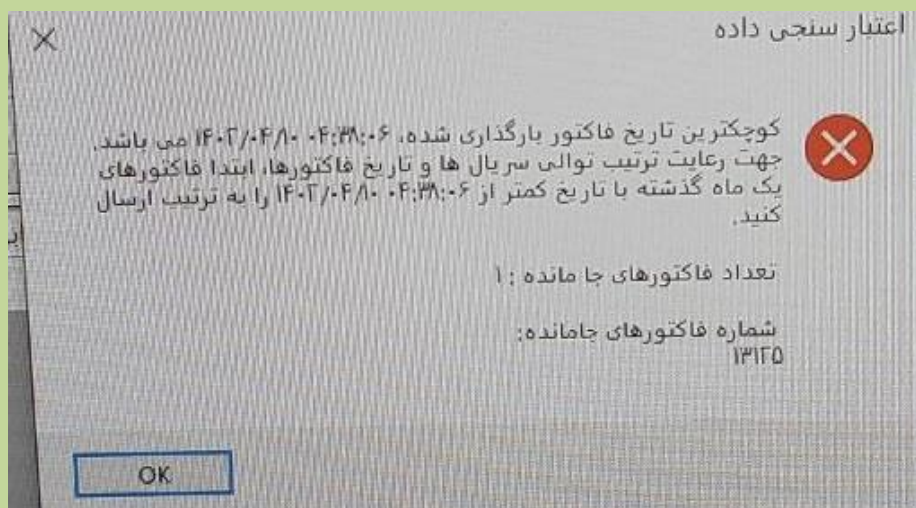 اعتبار سنجی داده
کوچکترین تاریخ فاکتور بارگذاری شده، ۰۴:۳۸:۰۶ ۱۴۰۲/۰۴/۱۰ می باشد.
جهت رعایت ترتیب توالی سریال ها و تاریخ فاکتورها، ابتدا فاکتورهای
یک ماه گذشته با تاریخ کمتر از ۰۴:۳۸:۰۶ ۱۴۰۲/۰۴/۱۰ را به ترتیب ارسال
کنید.
تعداد فاکتورهای جا مانده : ۱
شماره فاکتورهای جامانده:
۱۳۱۲۵
OK